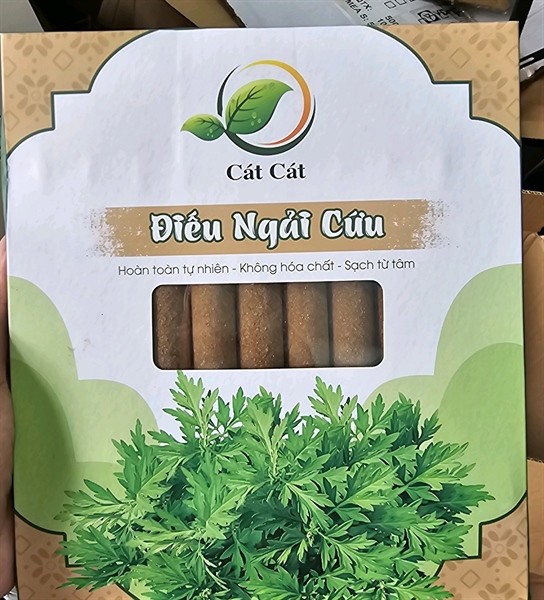 Cát Cát
Điếu Ngải Cứu
Hoàn toàn tự nhiên - Không hóa chất - Sạch từ tâm